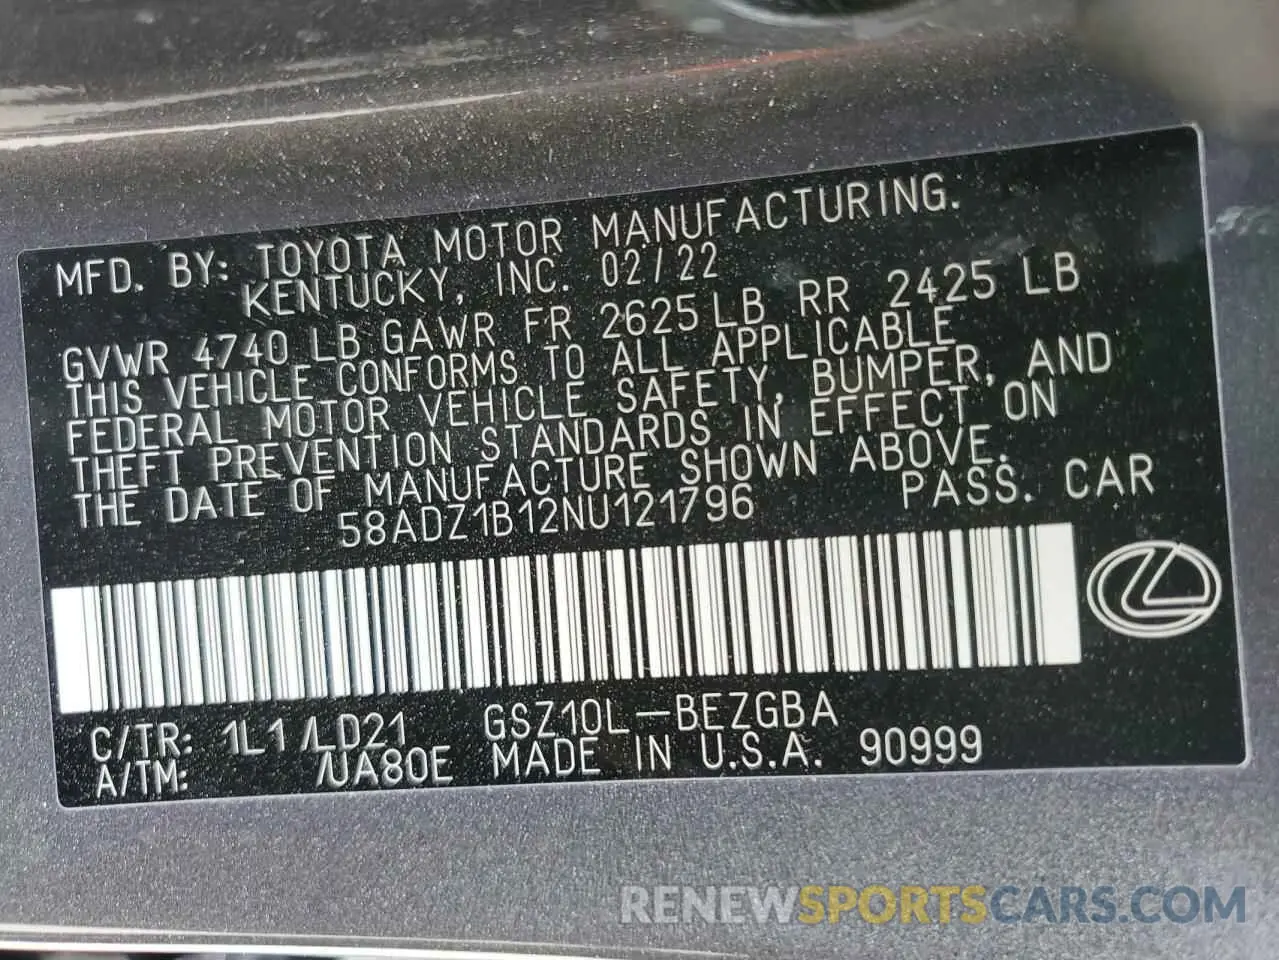 MFD. BY: TOYOTA MOTOR MANUFACTURING.
KENTUCKY, INC. 02/22
GVWR 4740 LB GAWR FR 2625 LB RR 2425 LB
THIS VEHICLE CONFORMS TO ALL APPLICABLE
FEDERAL MOTOR VEHICLE SAFETY, BUMPER, AND
THEFT PREVENTION STANDARDS IN EFFECT ON
THE DATE OF MANUFACTURE SHOWN ABOVE.
58ADZ1B12NU121796 PASS. CAR
C/TR: 1L1/LD21 GSZ10L-BEZGBA
A/TM: /UA80E MADE IN U.S.A. 90999
RENEWSPORTSCARS.COM